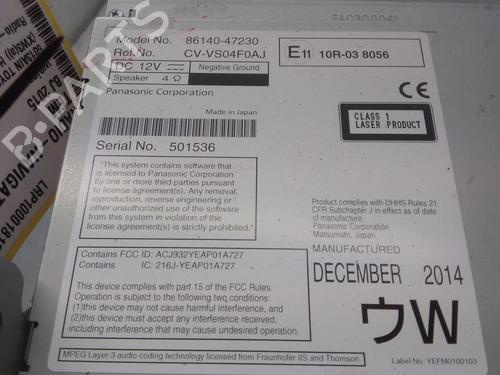 Model No. 86140-47230
Ref.No. CV-VS04F0AJ
DC 12V Negative Ground
Speaker 4 Ω
Panasonic Corporation
E11 10R-03 8056
Made in Japan
CLASS 1
LASER PRODUCT
Serial No. 501536
"This system contains software that
is licensed to Panasonic Corporation
by one or more third parties pursuant
to license agreement(s). Any removal,
reproduction, reverse engineering or
other unauthorized use of the software
from this system in violation of the
license agreement(s) is strictly prohibited."
Product complies with DHHS Rules 21
CFR Subchapter J in effect as of date
of manufacture.
Panasonic Corporation
Matsumoto, Japan
MANUFACTURED
DECEMBER 2014
ウW
Contains FCC ID: ACJ932YEAP01A727
Contains IC: 216J-YEAP01A727
This device complies with part 15 of the FCC Rules.
Operation is subject to the following two conditions:
(1)this device may not cause harmful interference, and
(2)this device must accept any interference received,
including interference that may cause undesired operation.
MPEG Layer-3 audio coding technology licensed from Fraunhofer IIS and Thomson.
Label No. YEFM0100103
B-PARTS